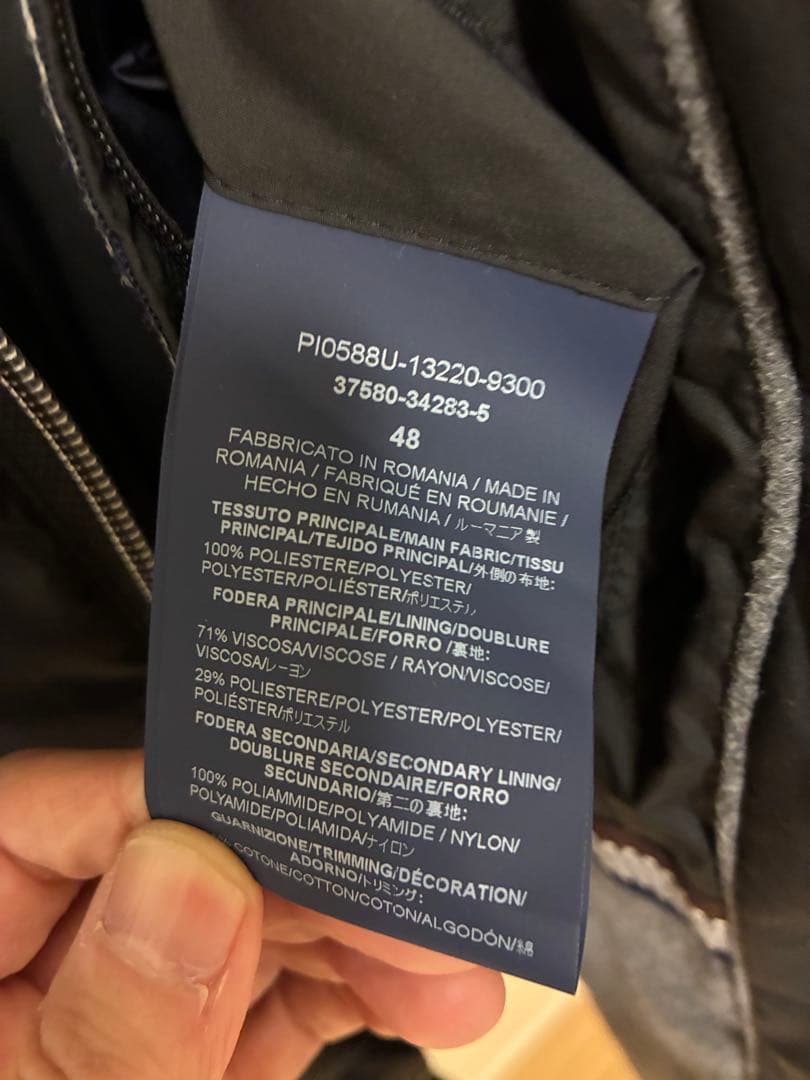 PI0588U-13220-9300
37580-34283-5
48
FABBRICATO IN ROMANIA / MADE IN
ROMANIA / FABRIQUÉ EN ROUMANIE /
HECHO EN RUMANIA / ルーマニア製
TESSUTO PRINCIPALE/MAIN FABRIC/TISSU
PRINCIPAL/TEJIDO PRINCIPAL/外側の布地:
100% POLIESTERE/POLYESTER/
POLYESTER/POLIÉSTER/ポリエステル
FODERA PRINCIPALE/LINING/DOUBLURE
PRINCIPALE/FORRO /裏地:
71% VISCOSA/VISCOSE / RAYON/VISCOSE/
VISCOSA/レーヨン
29% POLIESTERE/POLYESTER/POLYESTER/
POLIÉSTER/ポリエステル
FODERA SECONDARIA/SECONDARY LINING/
DOUBLURE SECONDAIRE/FORRO
SECUNDARIO/第二の裏地:
100% POLIAMMIDE/POLYAMIDE / NYLON/
POLYAMIDE/POLIAMIDA/ナイロン
GUARNIZIONE/TRIMMING/DÉCORATION/
ADORNO/トリミング:
COTONE/COTTON/COTON/ALGODÓN/綿